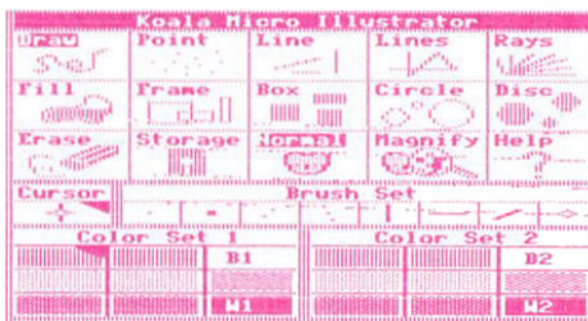 Koala Micro Illustrator
Draw Point Line Lines Rays
Fill Frame Box Circle Disc
Erase Storage Normal Magnify Help
Cursor Brush Set
Color Set 1 Color Set 2
B1 B2
W1 W2